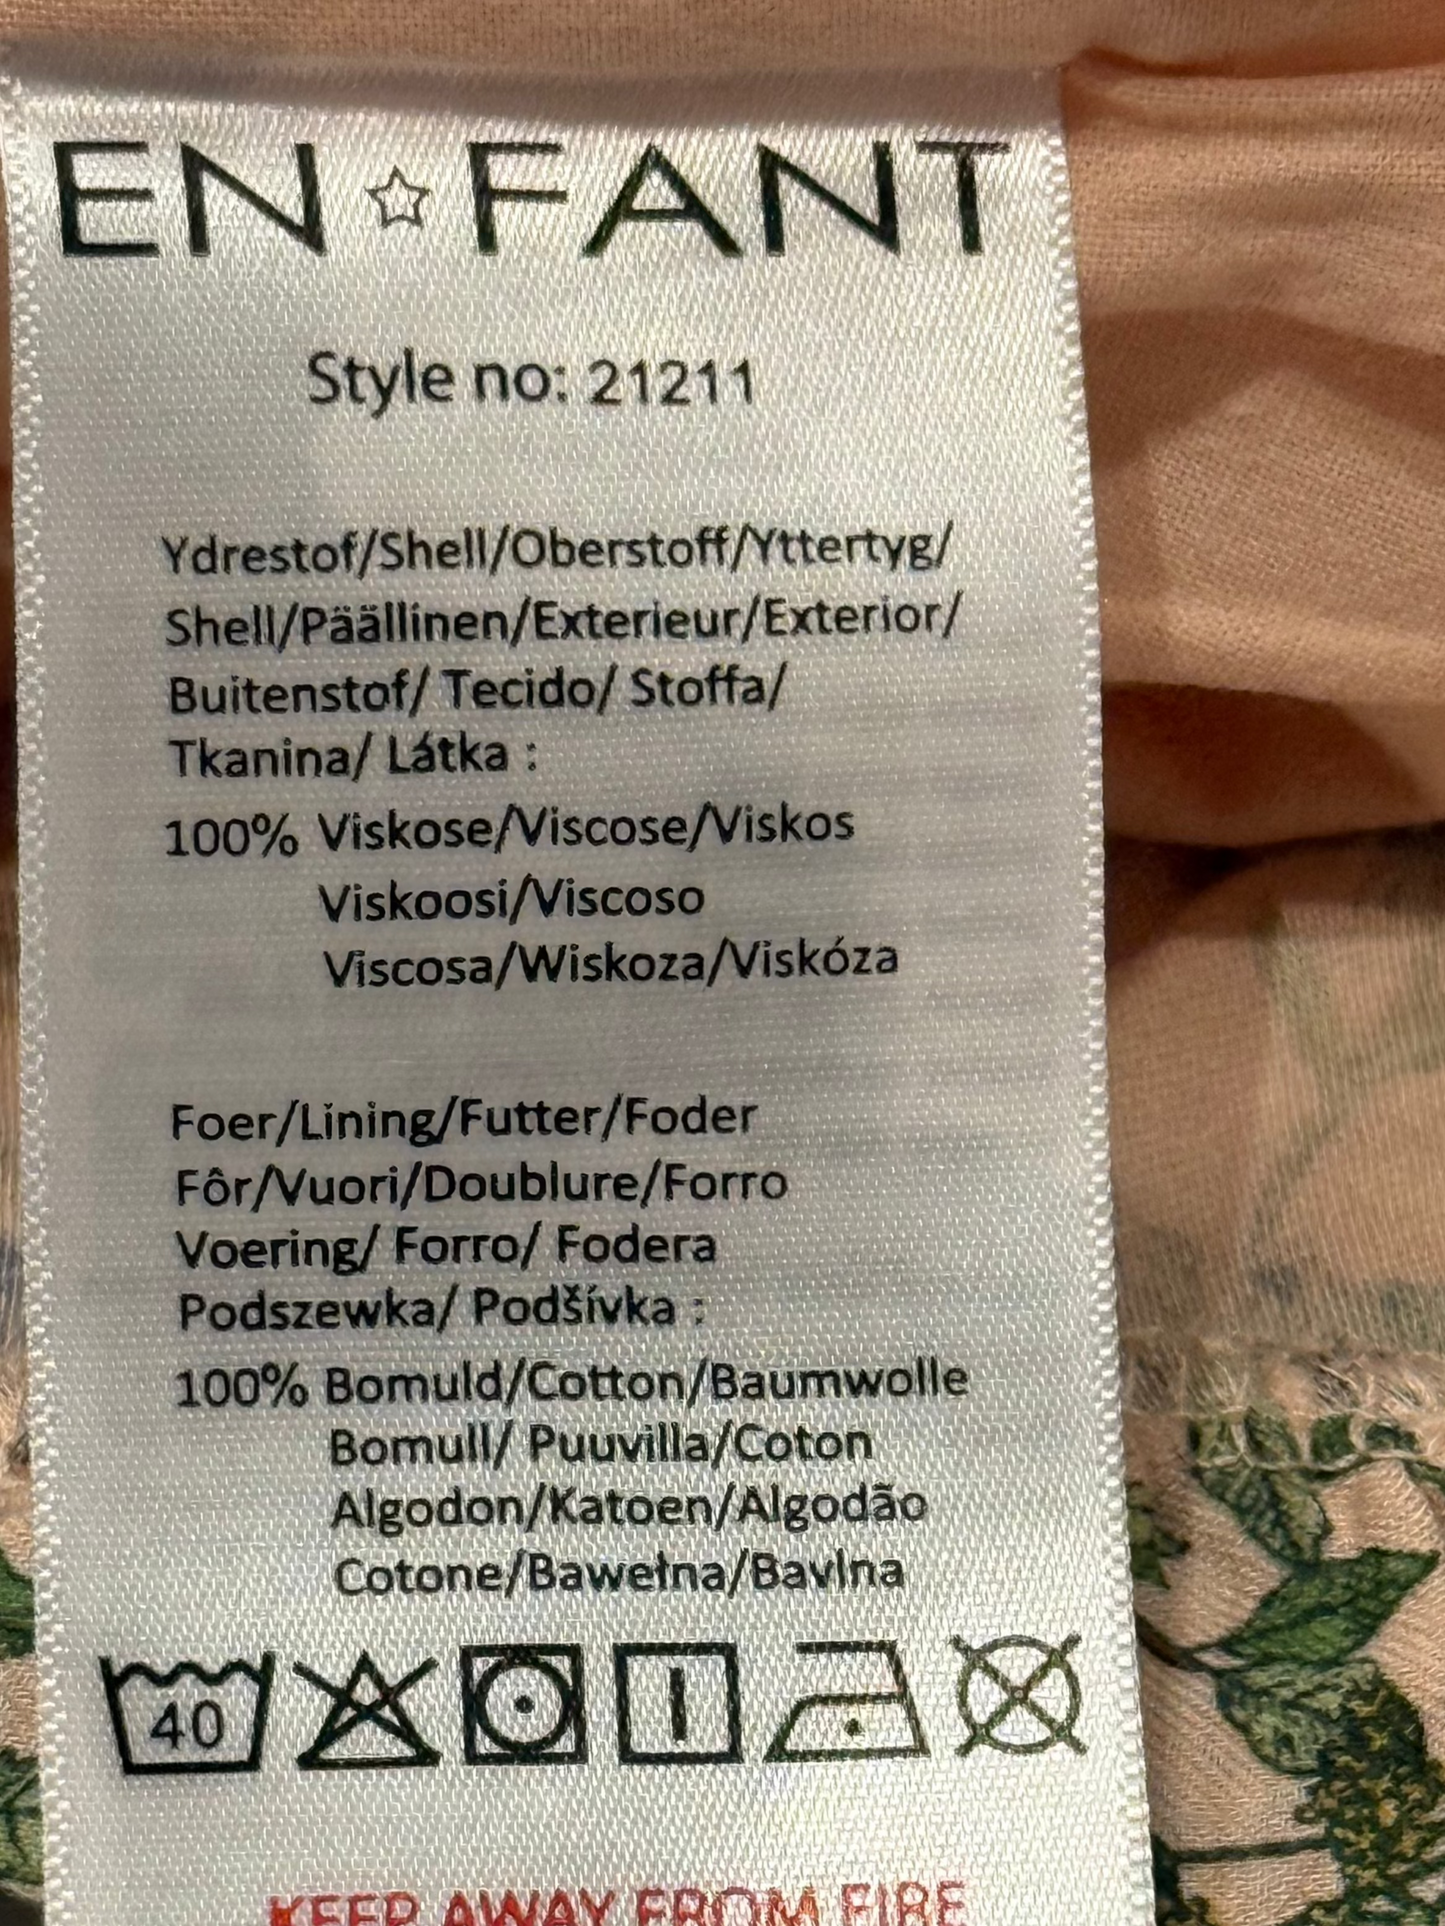 EN FANT
Style no: 21211
Ydrestof/Shell/Oberstoff/Yttertyg/
Shell/Päällinen/Exterieur/Exterior/
Buitenstof/ Tecido/ Stoffa/
Tkanina/ Látka :
100% Viskose/Viscose/Viskos
Viskoosi/Viscoso
Viscosa/Wiskoza/Viskóza
Foer/Lining/Futter/Foder
Fôr/Vuori/Doublure/Forro
Voering/ Forro/ Fodera
Podszewka/ Podšívka :
100% Bomuld/Cotton/Baumwolle
Bomull/ Puuvilla/Coton
Algodon/Katoen/Algodão
Cotone/Bawełna/Bavlna
40
KEEP AWAY FROM FIRE